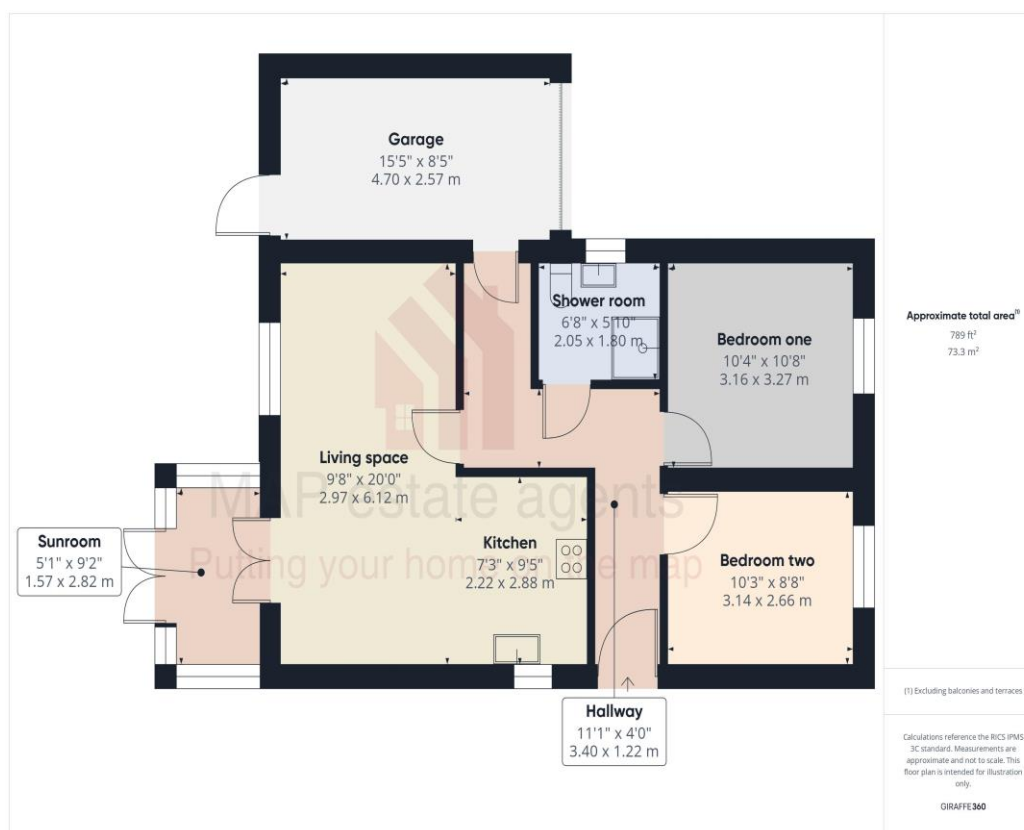 Garage
15'5" x 8'5"
4.70 x 2.57 m
Shower room
6'8" x 5'10"
2.05 x 1.80 m
Bedroom one
10'4" x 10'8"
3.16 x 3.27 m
Living space
9'8" x 20'0"
2.97 x 6.12 m
MAP estate agents
Putting your home on the map
Sunroom
5'1" x 9'2"
1.57 x 2.82 m
Kitchen
7'3" x 9'5"
2.22 x 2.88 m
Bedroom two
10'3" x 8'8"
3.14 x 2.66 m
Hallway
11'1" x 4'0"
3.40 x 1.22 m
Approximate total area(1)
789 ft²
73.3 m²
(1) Excluding balconies and terraces
Calculations reference the RICS IPMS
3C standard. Measurements are
approximate and not to scale. This
floor plan is intended for illustration
only.
GIRAFFE360